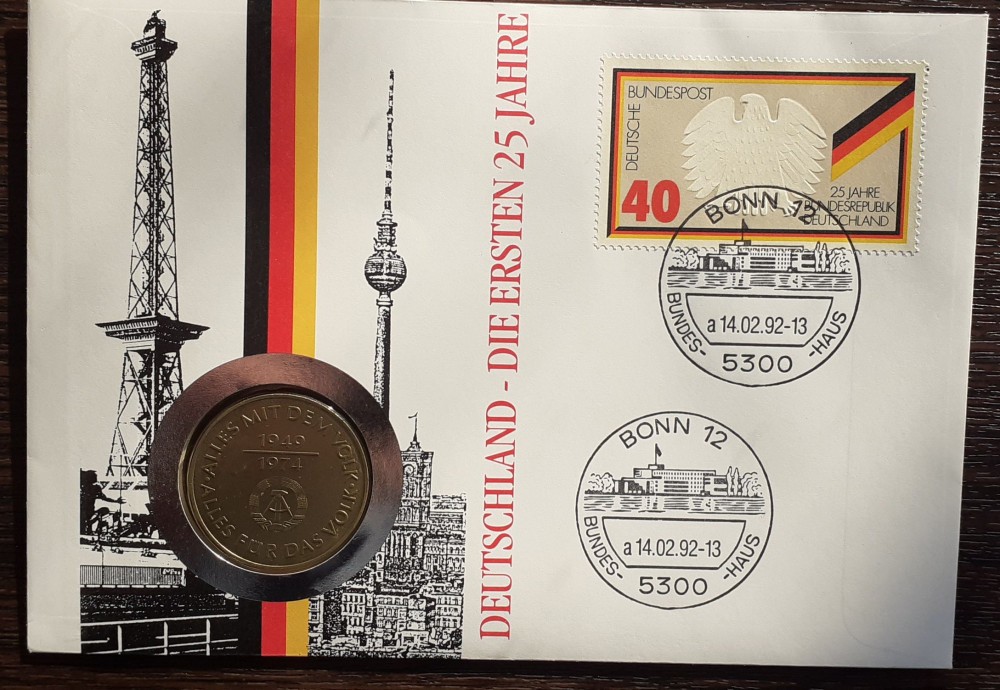 DEUTSCHLAND - DIE ERSTEN 25 JAHRE
DEUTSCHE
BUNDESPOST
40
25 JAHRE
BUNDESREPUBLIK
DEUTSCHLAND
BONN 12
a 14.02.92-13
5300
BUNDES-
-HAUS
BONN 12
a 14.02.92-13
5300
BUNDES-
-HAUS
ALLES MIT DEM VOLK
1949
1974
ALLES FÜR DAS VOLK